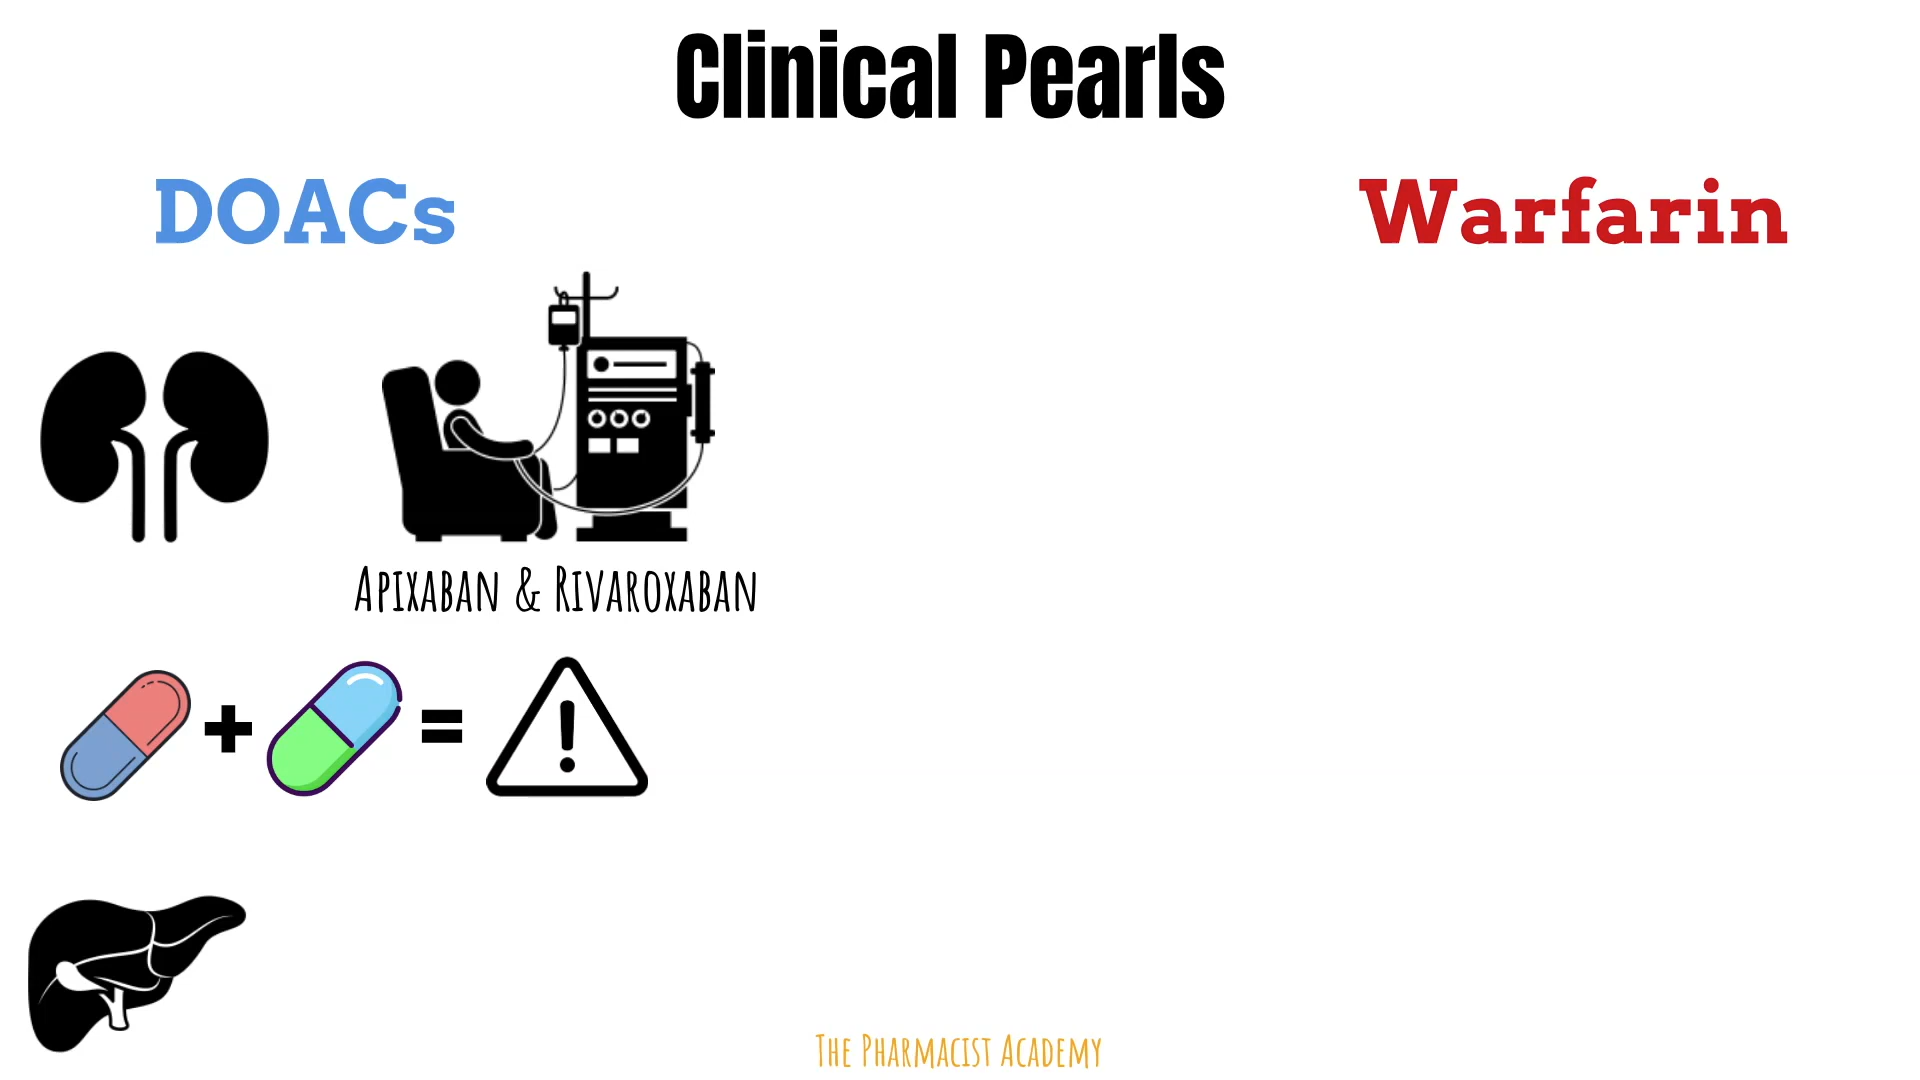 Clinical Pearls
DOACs
Warfarin
Apixaban & Rivaroxaban
+ =
!
The Pharmacist Academy